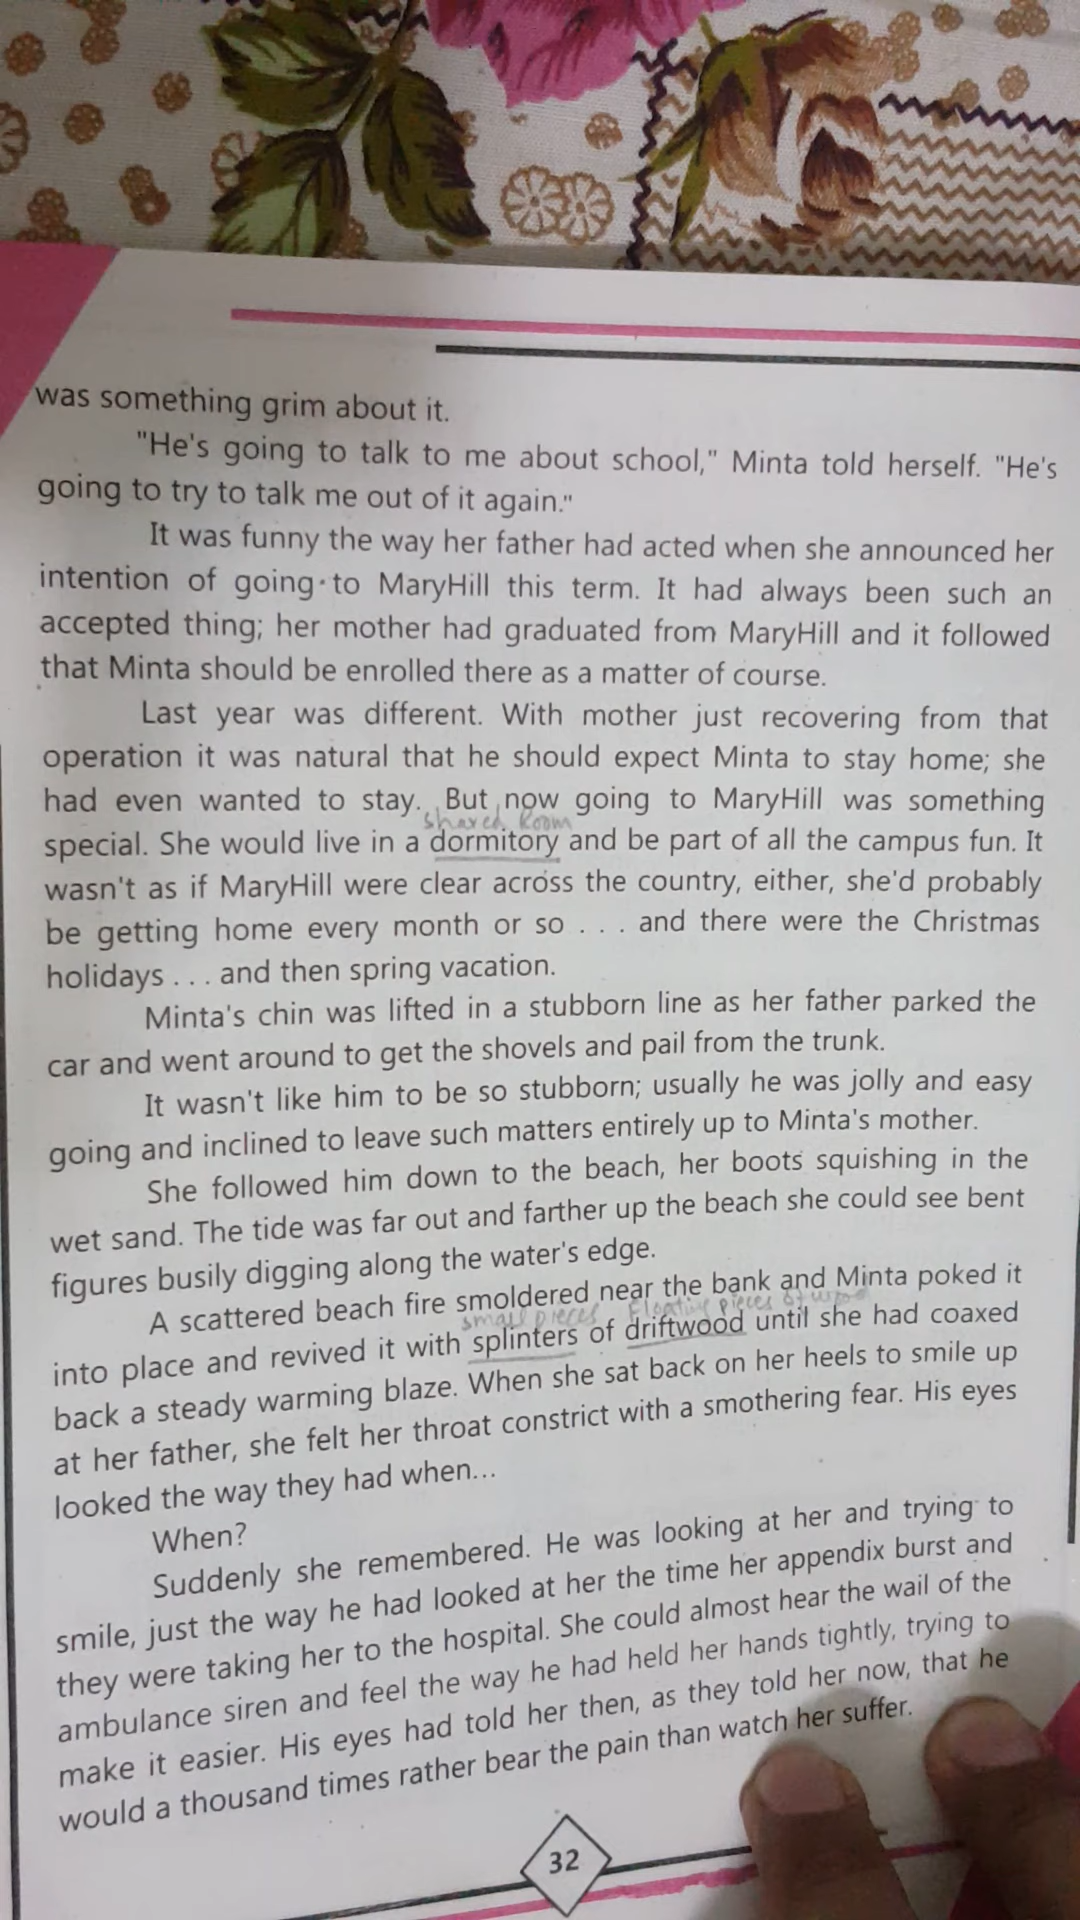 was something grim about it.
"He's going to talk to me about school," Minta told herself. "He's
going to try to talk me out of it again."
It was funny the way her father had acted when she announced her
intention of going to MaryHill this term. It had always been such an
accepted thing; her mother had graduated from MaryHill and it followed
that Minta should be enrolled there as a matter of course.
Last year was different. With mother just recovering from that
operation it was natural that he should expect Minta to stay home; she
had even wanted to stay. But now going to MaryHill was something
shared Room
special. She would live in a dormitory and be part of all the campus fun. It
wasn't as if MaryHill were clear across the country, either, she'd probably
be getting home every month or so . . . and there were the Christmas
holidays . . . and then spring vacation.
Minta's chin was lifted in a stubborn line as her father parked the
car and went around to get the shovels and pail from the trunk.
It wasn't like him to be so stubborn; usually he was jolly and easy
going and inclined to leave such matters entirely up to Minta's mother.
She followed him down to the beach, her boots squishing in the
wet sand. The tide was far out and farther up the beach she could see bent
figures busily digging along the water's edge.
A scattered beach fire smoldered near the bank and Minta poked it
small pieces Floating pieces of wood
into place and revived it with splinters of driftwood until she had coaxed
back a steady warming blaze. When she sat back on her heels to smile up
at her father, she felt her throat constrict with a smothering fear. His eyes
looked the way they had when...
When?
Suddenly she remembered. He was looking at her and trying to
smile, just the way he had looked at her the time her appendix burst and
they were taking her to the hospital. She could almost hear the wail of the
ambulance siren and feel the way he had held her hands tightly, trying to
make it easier. His eyes had told her then, as they told her now, that he
would a thousand times rather bear the pain than watch her suffer.
32